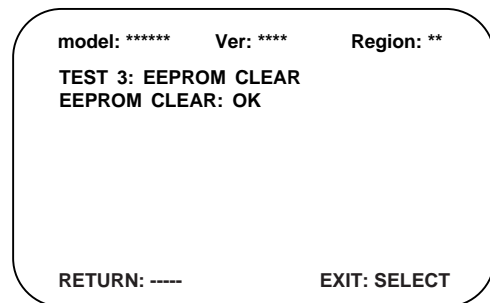 model: ****** Ver: **** Region: **
TEST 3: EEPROM CLEAR
EEPROM CLEAR: OK
RETURN: ----- EXIT: SELECT